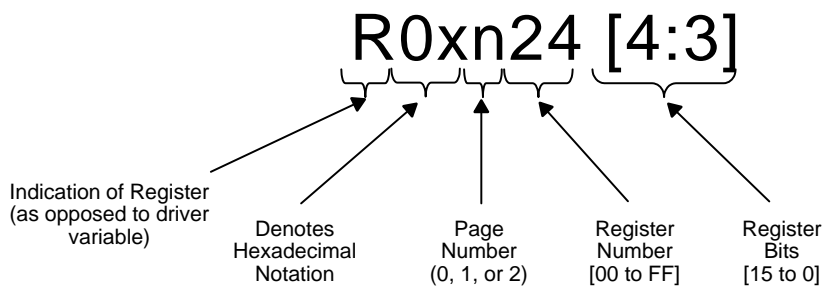 R0xn24 [4:3]
Indication of Register
(as opposed to driver
variable)
Denotes
Hexadecimal
Notation
Page
Number
(0, 1, or 2)
Register
Number
[00 to FF]
Register
Bits
[15 to 0]